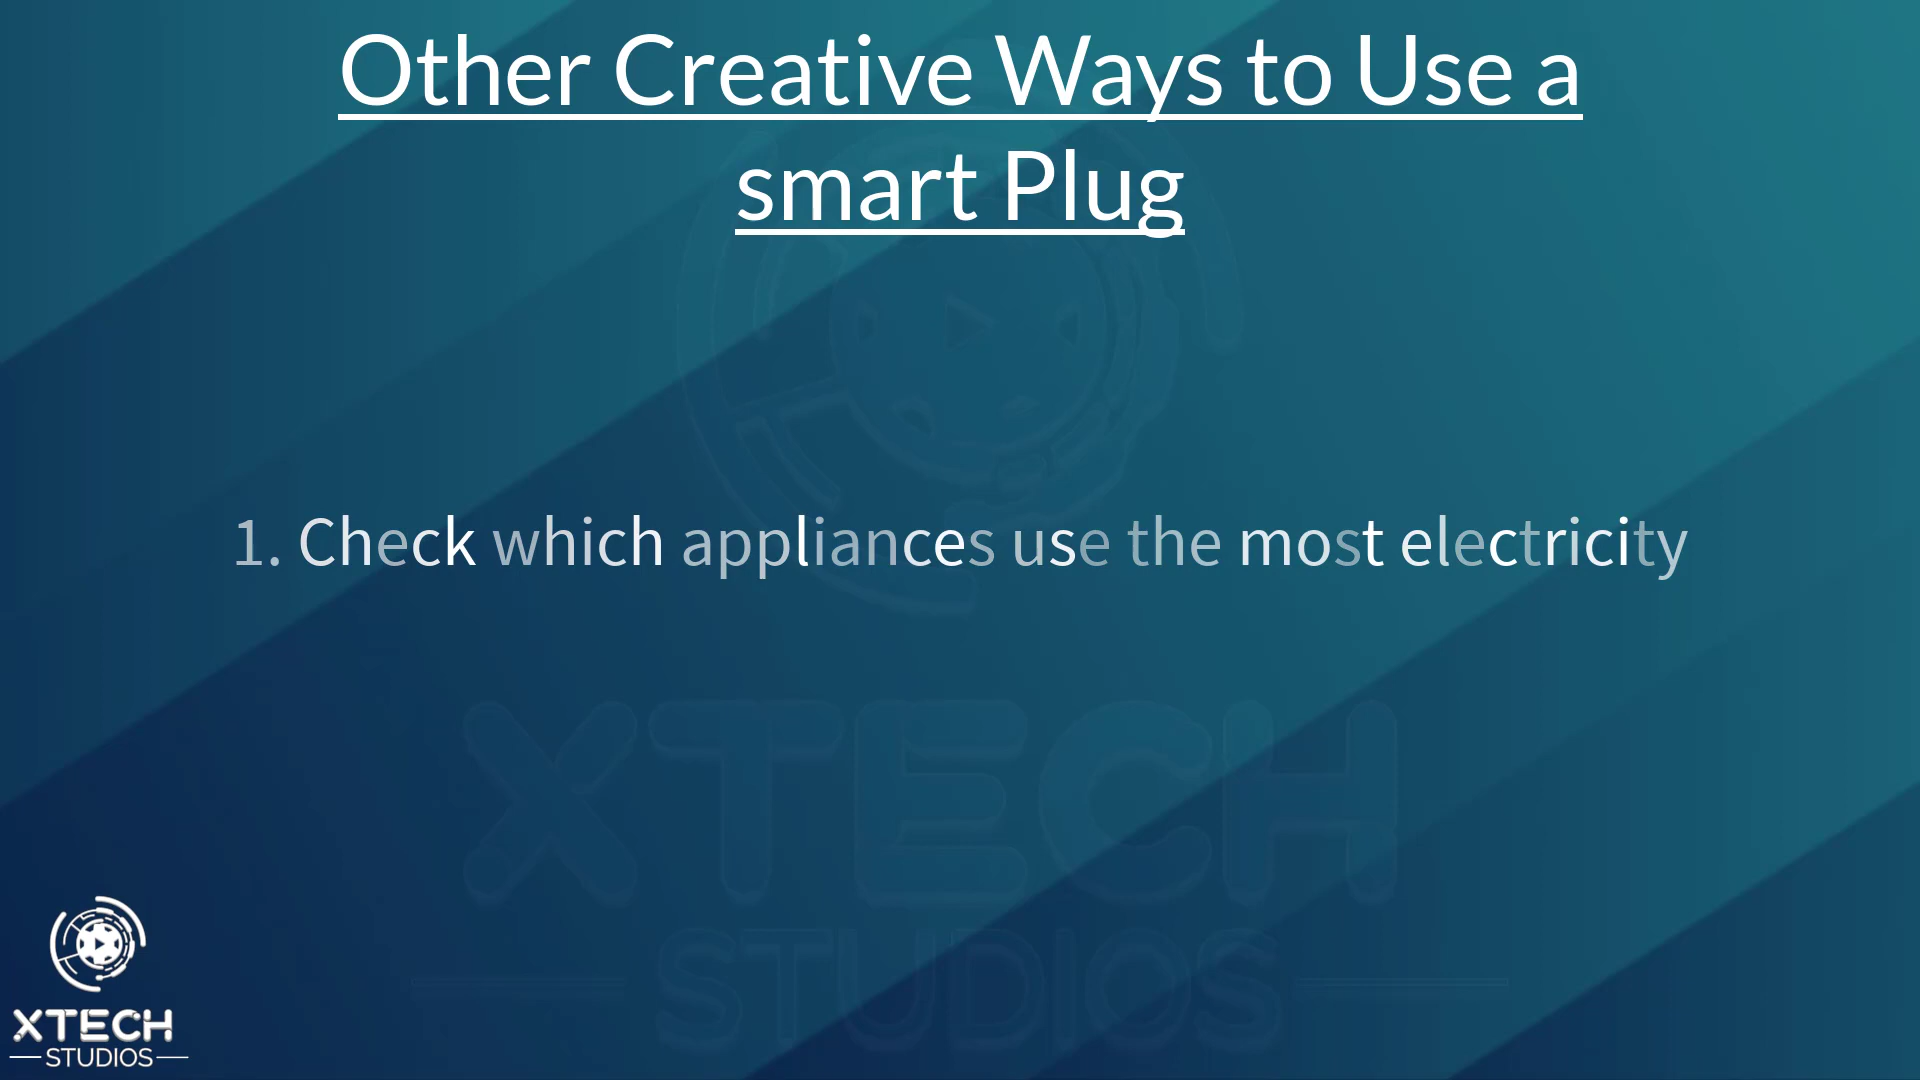 Other Creative Ways to Use a
smart Plug
1. Check which appliances use the most electricity
XTECH
STUDIOS
XTECH
STUDIOS